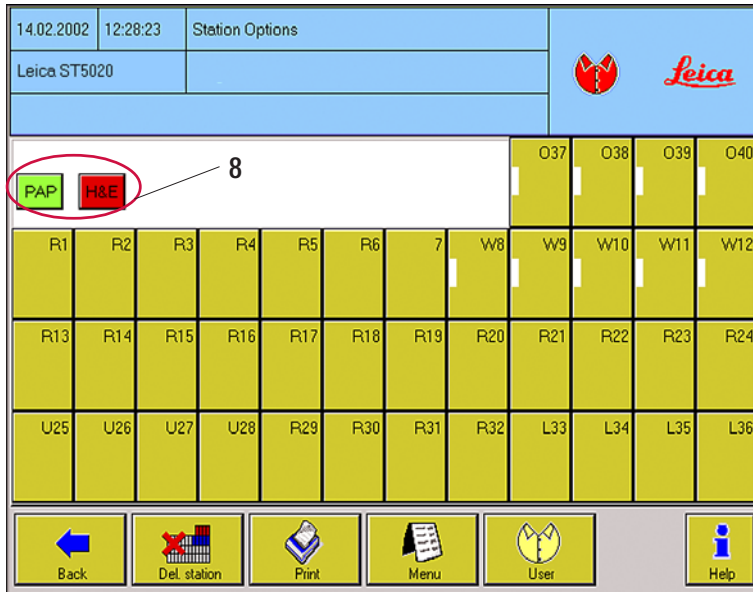 14.02.2002 12:28:23 Station Options
Leica ST5020
Leica
PAP H&E 8
O37 O38 O39 O40
R1 R2 R3 R4 R5 R6 7 W8 W9 W10 W11 W12
R13 R14 R15 R16 R17 R18 R19 R20 R21 R22 R23 R24
U25 U26 U27 U28 R29 R30 R31 R32 L33 L34 L35 L36
Back Del. station Print Menu User Help